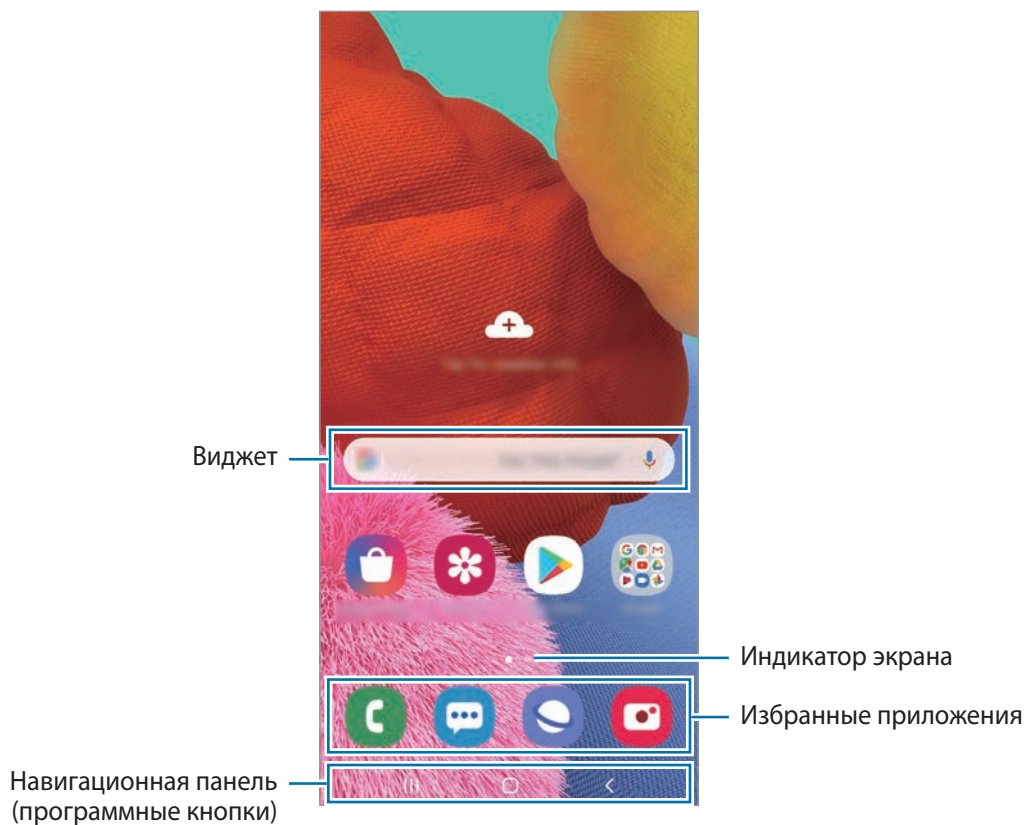 Виджет
Индикатор экрана
Избранные приложения
Навигационная панель
(программные кнопки)